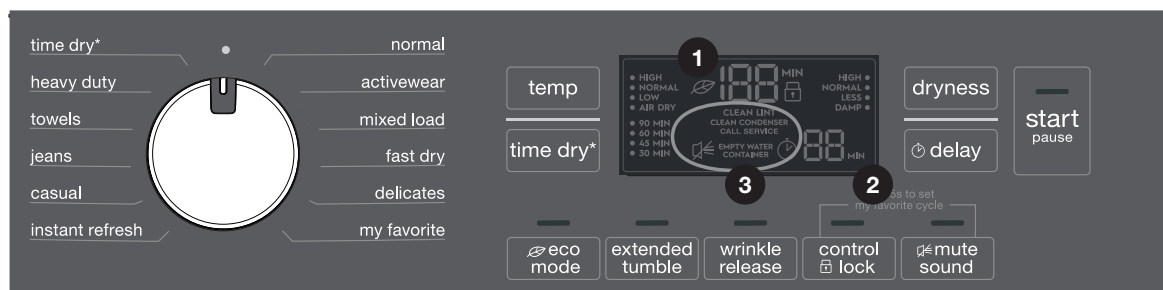 time dry*
heavy duty
towels
jeans
casual
instant refresh
normal
activewear
mixed load
fast dry
delicates
my favorite
temp
time dry*
1
HIGH
NORMAL
LOW
AIR DRY
90 MIN
60 MIN
45 MIN
30 MIN
188 MIN
CLEAN LINT
CLEAN CONDENSER
CALL SERVICE
EMPTY WATER
CONTAINER
88 MIN
HIGH
NORMAL
LESS
DAMP
3
2
dryness
delay
start
pause
5s to set
my favorite cycle
eco
mode
extended
tumble
wrinkle
release
control
lock
mute
sound